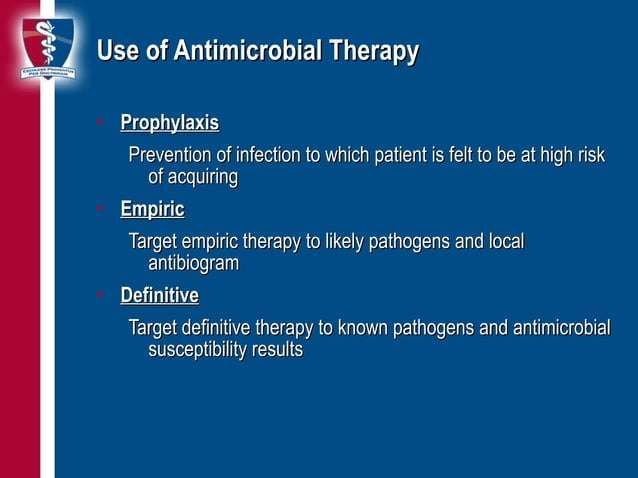 Use of Antimicrobial Therapy
Prophylaxis
Prevention of infection to which patient is felt to be at high risk
of acquiring
Empiric
Target empiric therapy to likely pathogens and local
antibiogram
Definitive
Target definitive therapy to known pathogens and antimicrobial
susceptibility results